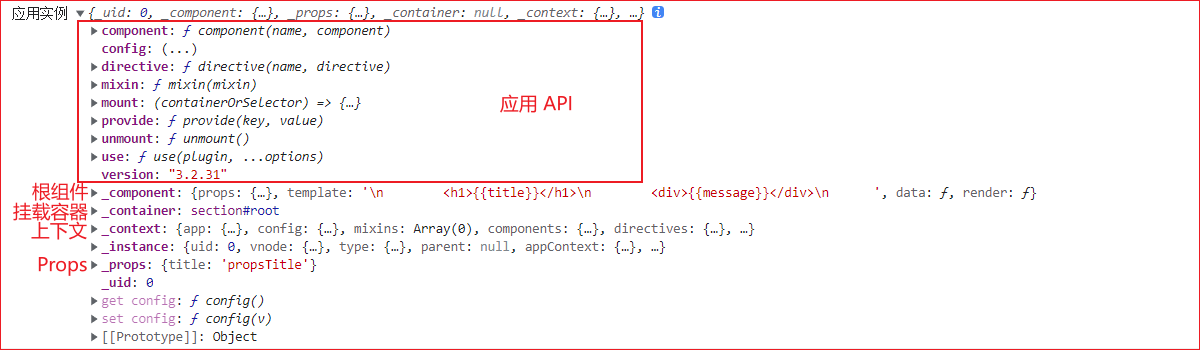 应用实例 ▼{_uid: 0, _component: {…}, _props: {…}, _container: null, _context: {…}, …} i
▶component: ƒ component(name, component)
config: (...)
▶directive: ƒ directive(name, directive)
▶mixin: ƒ mixin(mixin)
▶mount: (containerOrSelector) => {…}
应用 API
▶provide: ƒ provide(key, value)
▶unmount: ƒ unmount()
▶use: ƒ use(plugin, ...options)
version: "3.2.31"
根组件 ▶_component: {props: {…}, template: '\n      <h1>{{title}}</h1>\n      <div>{{message}}</div>\n    ', data: ƒ, render: ƒ}
挂载容器 ▶_container: section#root
上下文 ▶_context: {app: {…}, config: {…}, mixins: Array(0), components: {…}, directives: {…}, …}
▶_instance: {uid: 0, vnode: {…}, type: {…}, parent: null, appContext: {…}, …}
Props ▶_props: {title: 'propsTitle'}
_uid: 0
▶get config: ƒ config()
▶set config: ƒ config(v)
▶[[Prototype]]: Object